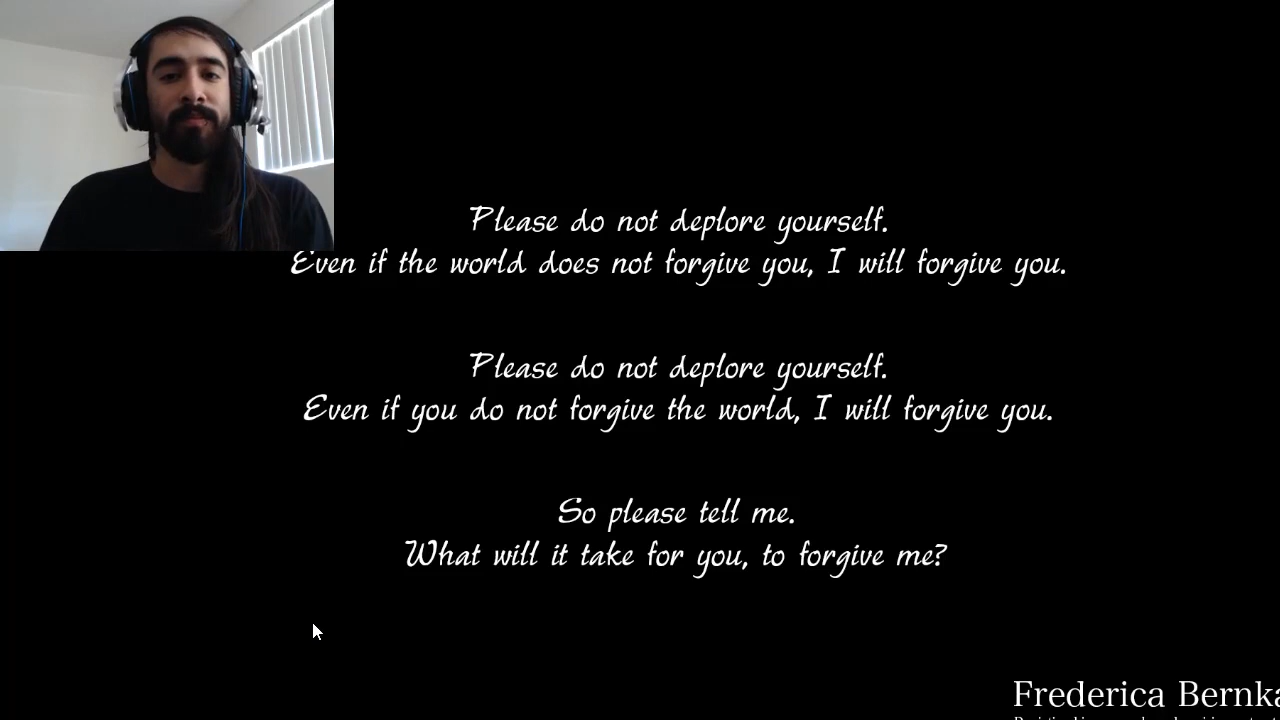 Please do not deplore yourself.
Even if the world does not forgive you, I will forgive you.
Please do not deplore yourself.
Even if you do not forgive the world, I will forgive you.
So please tell me.
What will it take for you, to forgive me?
Frederica Bernka